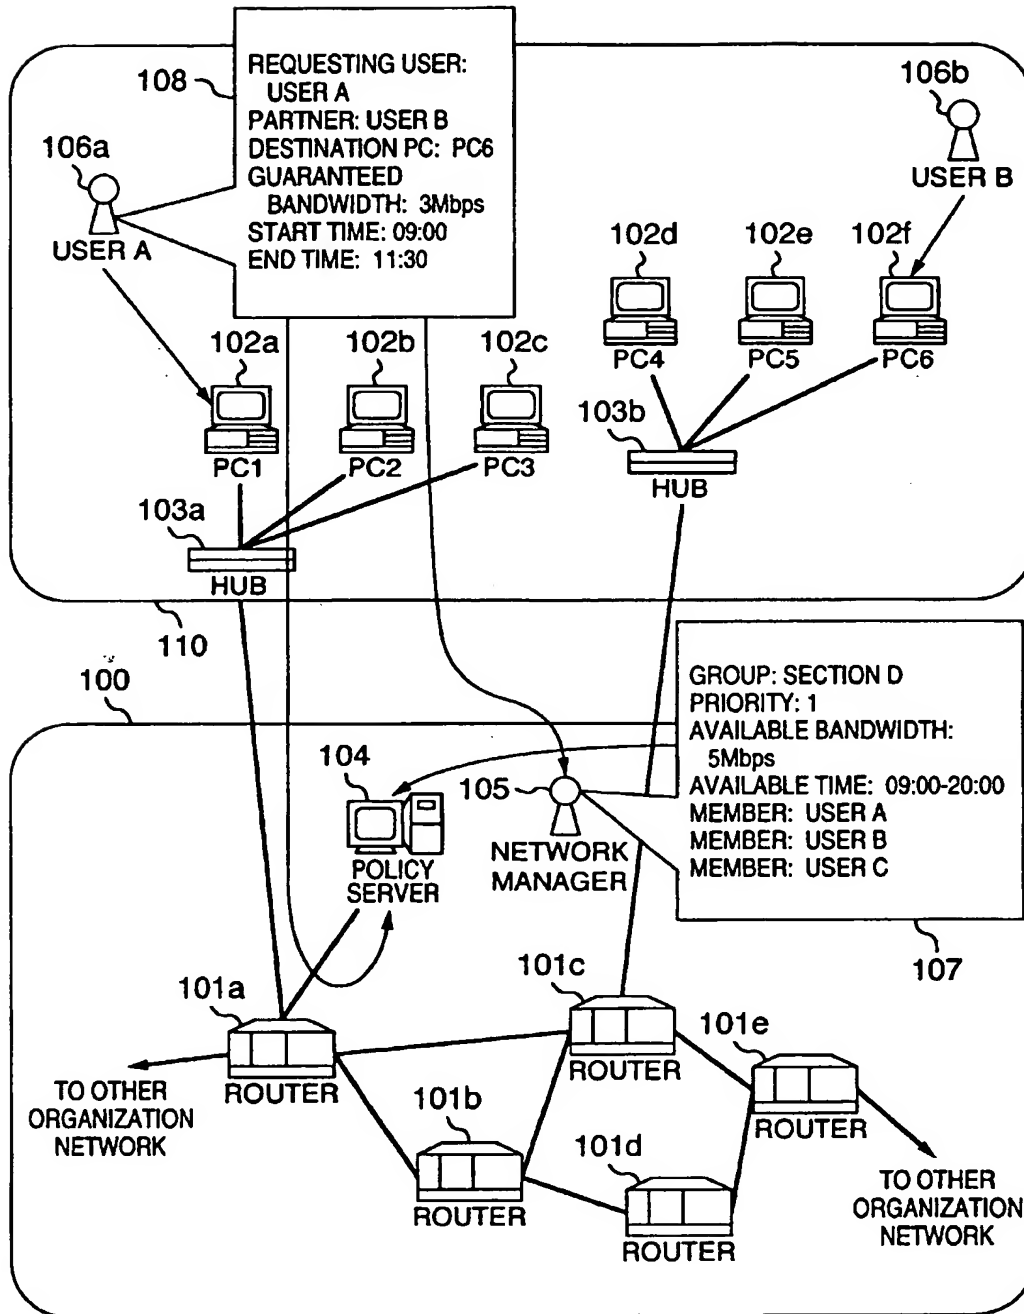 108
REQUESTING USER:
USER A
PARTNER: USER B
DESTINATION PC: PC6
GUARANTEED
BANDWIDTH: 3Mbps
START TIME: 09:00
END TIME: 11:30
106a
USER A
106b
USER B
102a
PC1
102b
PC2
102c
PC3
102d
PC4
102e
PC5
102f
PC6
103a
HUB
103b
HUB
110
100
GROUP: SECTION D
PRIORITY: 1
AVAILABLE BANDWIDTH:
5Mbps
AVAILABLE TIME: 09:00-20:00
MEMBER: USER A
MEMBER: USER B
MEMBER: USER C
107
104
POLICY
SERVER
105
NETWORK
MANAGER
101a
ROUTER
101b
ROUTER
101c
ROUTER
101d
ROUTER
101e
ROUTER
TO OTHER
ORGANIZATION
NETWORK
TO OTHER
ORGANIZATION
NETWORK